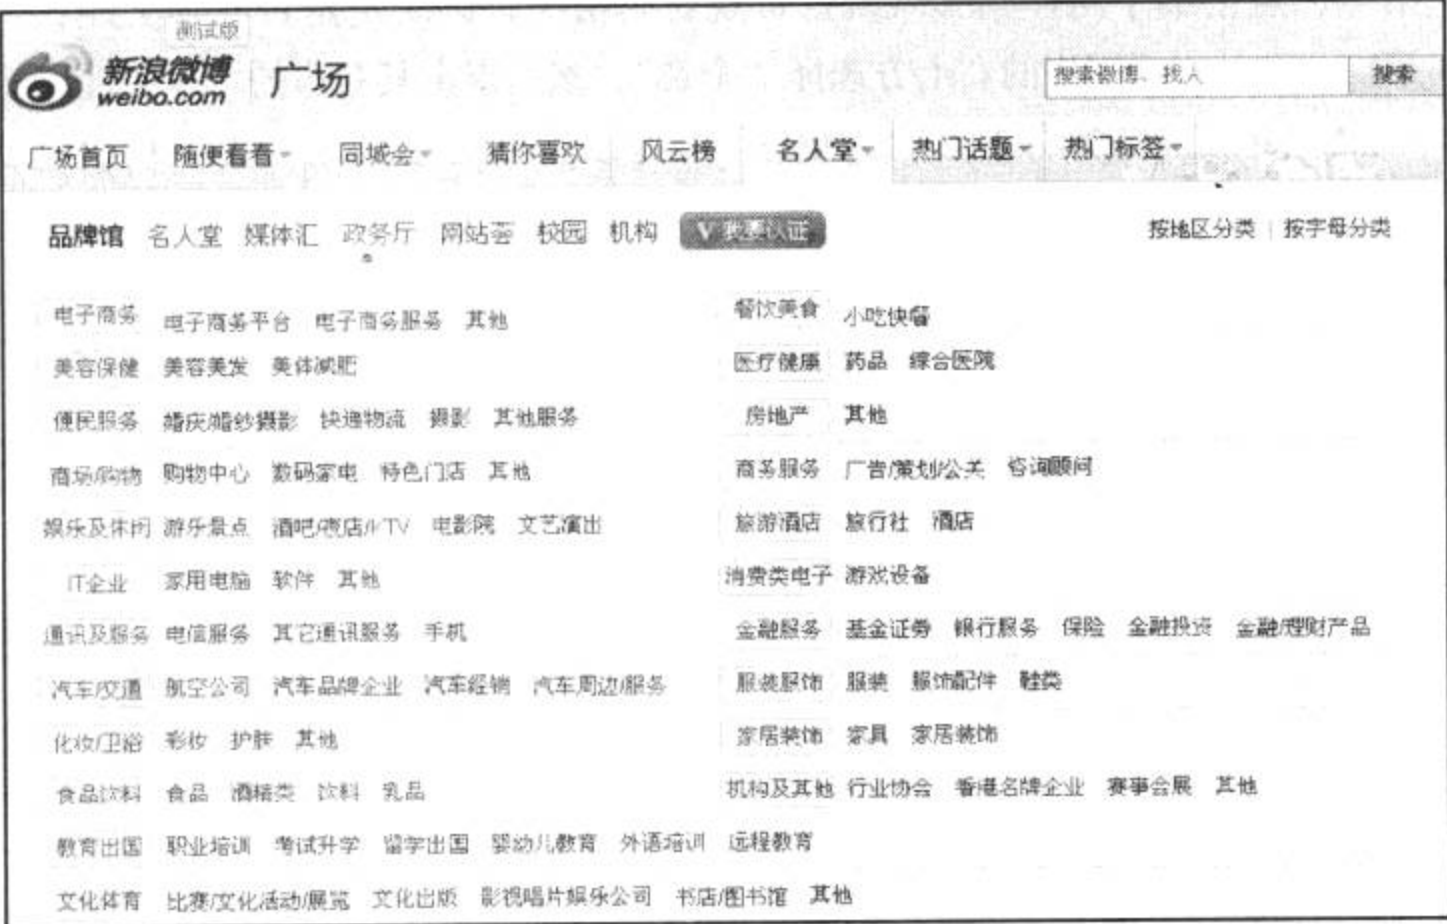 测试版
新浪微博 广场
weibo.com
搜索微博、找人 搜索
广场首页 随便看看 同城会 猜你喜欢 风云榜 名人堂 热门话题 热门标签
品牌馆 名人堂 媒体汇 政务厅 网站荟 校园 机构 V 我要认证 按地区分类 | 按字母分类
电子商务 电子商务平台 电子商务服务 其他 餐饮美食 小吃快餐
美容保健 美容美发 美体减肥 医疗健康 药品 综合医院
便民服务 婚庆/婚纱摄影 快递物流 摄影 其他服务 房地产 其他
商场/购物 购物中心 数码家电 特色门店 其他 商务服务 广告/策划/公关 咨询顾问
娱乐及休闲 游乐景点 酒吧/夜店/KTV 电影院 文艺演出 旅游酒店 旅行社 酒店
IT企业 家用电脑 软件 其他 消费类电子 游戏设备
通讯及服务 电信服务 其它通讯服务 手机 金融服务 基金证券 银行服务 保险 金融投资 金融/理财产品
汽车/交通 航空公司 汽车品牌企业 汽车经销 汽车周边/服务 服装服饰 服装 服饰配件 鞋类
化妆/卫浴 彩妆 护肤 其他 家居装饰 家具 家居装饰
食品饮料 食品 酒精类 饮料 乳品 机构及其他 行业协会 香港名牌企业 赛事会展 其他
教育出国 职业培训 考试升学 留学出国 婴幼儿教育 外语培训 远程教育
文化体育 比赛/文化活动/展览 文化出版 影视唱片娱乐公司 书店/图书馆 其他